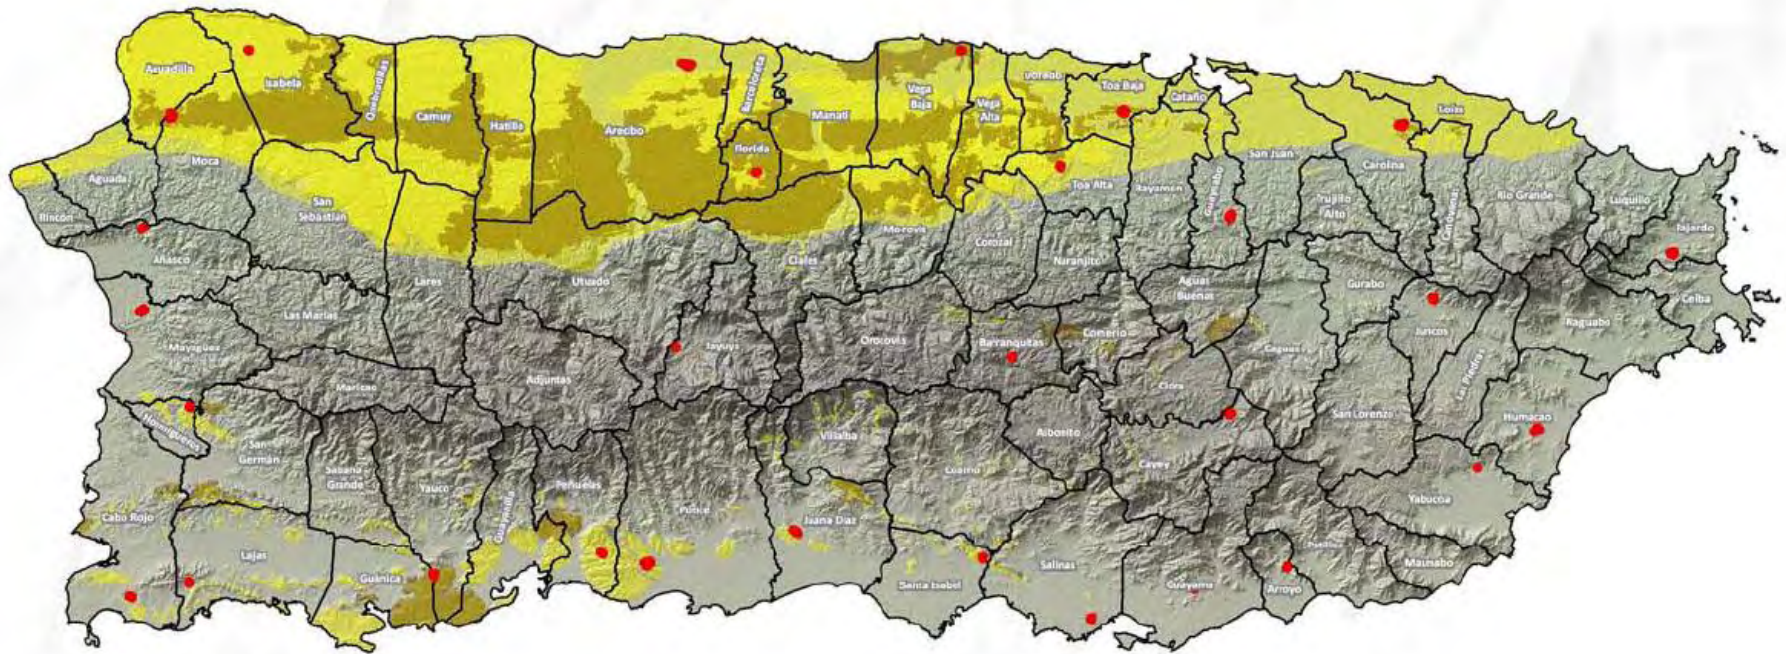 Aguadilla
Isabela
Quebradillas
Camuy
Hatillo
Arecibo
Barceloneta
Florida
Manatí
Vega
Baja
Vega
Alta
Dorado
Toa Baja
Cataño
Loíza
Aguada
Moca
San
Sebastián
Rincón
Añasco
Lares
Utuado
Ciales
Morovis
Corozal
Naranjito
Toa Alta
Bayamón
Guaynabo
San Juan
Trujillo
Alto
Carolina
Canóvanas
Río Grande
Luquillo
Fajardo
Ceiba
Naguabo
Las Marías
Mayagüez
Maricao
Adjuntas
Jayuya
Orocovis
Barranquitas
Comerío
Aguas
Buenas
Caguas
Gurabo
Juncos
Las Piedras
Humacao
San Lorenzo
Cidra
Cayey
Aibonito
Coamo
Villalba
Hormigueros
San
Germán
Sabana
Grande
Yauco
Guayanilla
Peñuelas
Ponce
Juana Díaz
Cabo Rojo
Lajas
Guánica
Santa Isabel
Salinas
Guayama
Arroyo
Patillas
Maunabo
Yabucoa